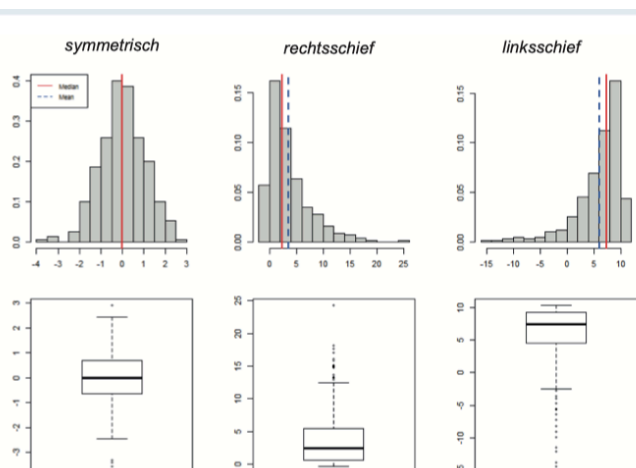 symmetrisch
rechtsschief
linksschief
Median
Mean
0.0 0.1 0.2 0.3 0.4
-4 -3 -2 -1 0 1 2 3
0.00 0.05 0.10 0.15
0 5 10 15 20 25
0.00 0.05 0.10 0.15
-15 -10 -5 0 5 10
-3 -2 -1 0 1 2 3
0 5 10 15 20 25
-10 -5 0 5 10